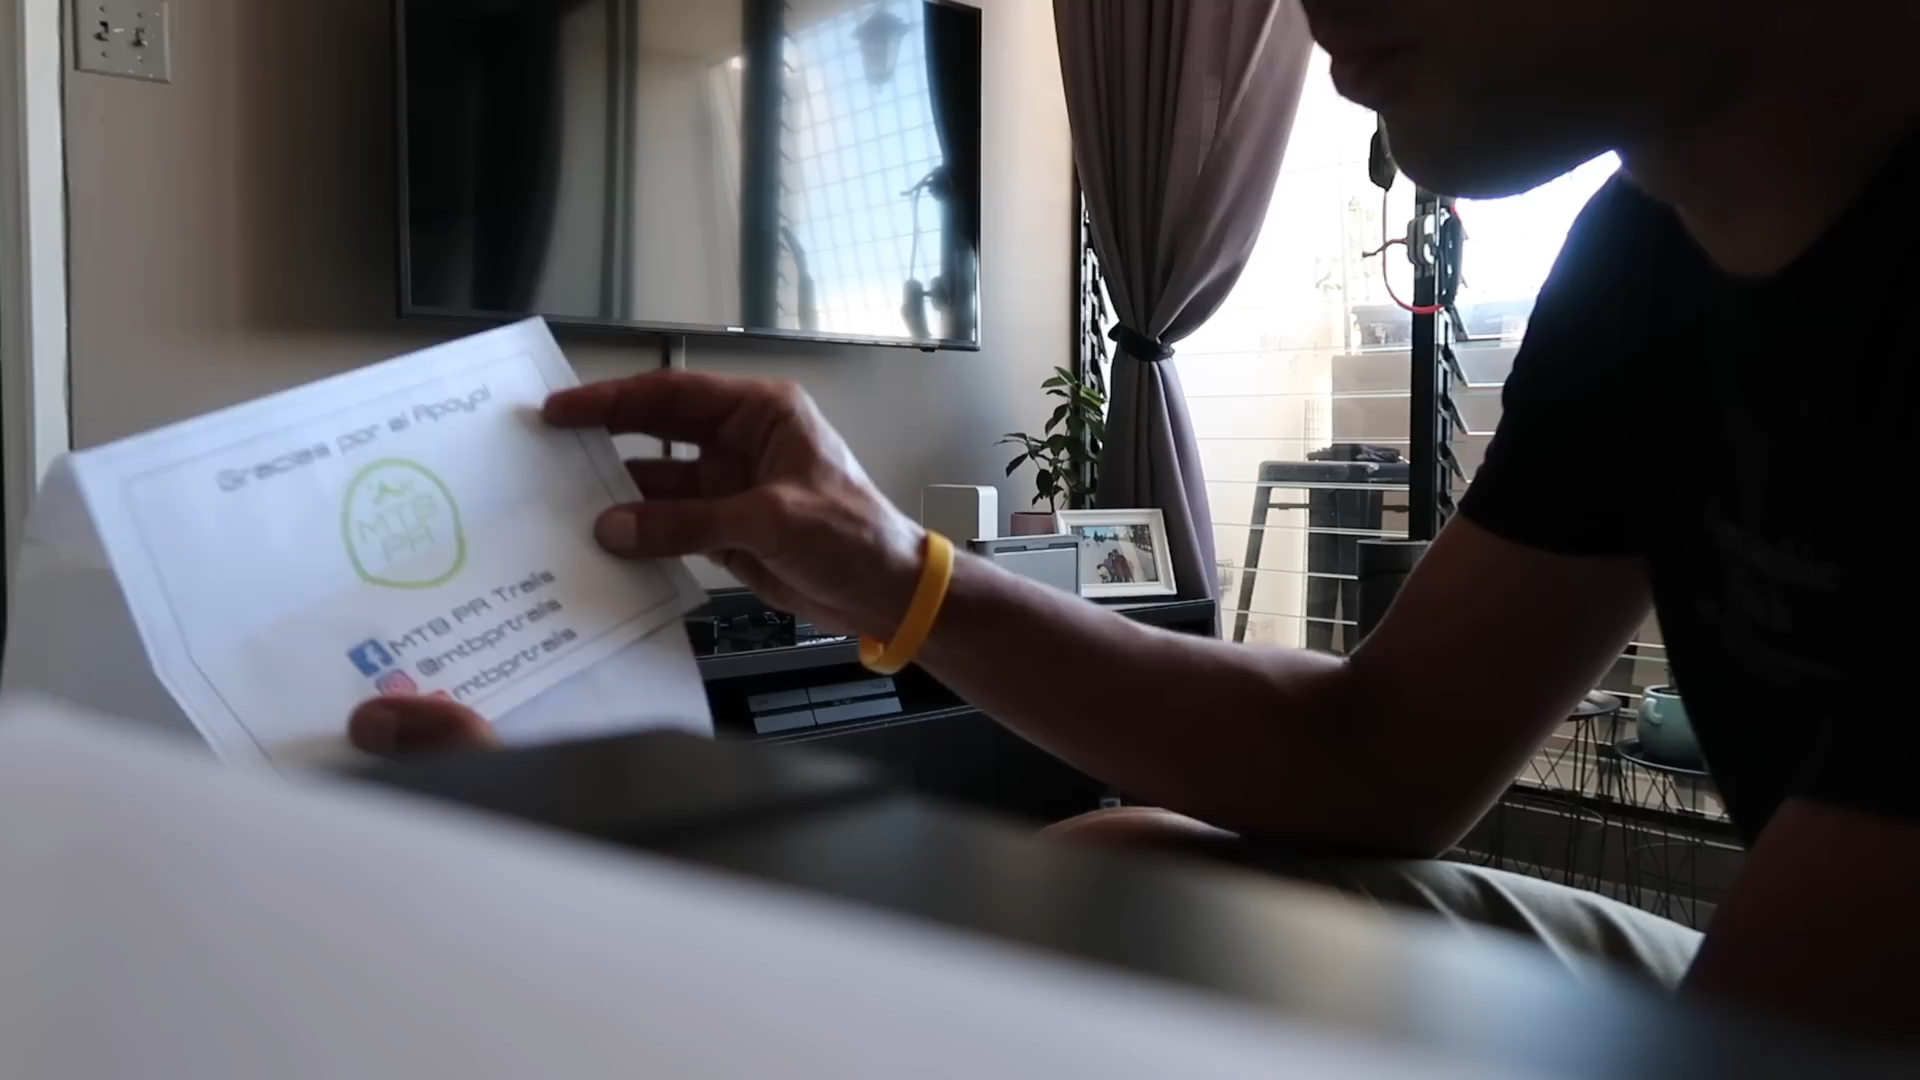 Gracias por el Apoyo!
MTB
PR
MTB PR Trails
@mtbprtrails
mtbprtrails